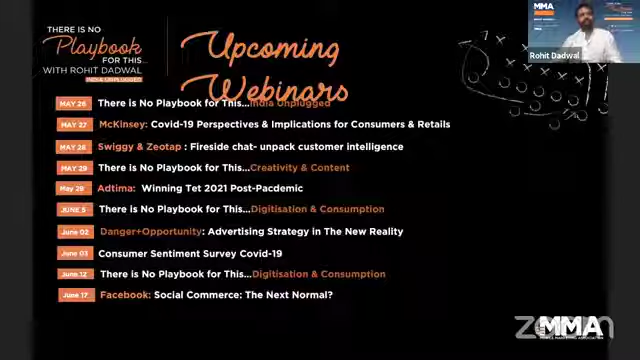 THERE IS NO
Playbook
FOR THIS...
WITH ROHIT DADWAL
INDIA UNPLUGGED
Upcoming
Webinars
MMA
Rohit Dadwal
MAY 26 There is No Playbook for This...India Unplugged
MAY 27 McKinsey: Covid-19 Perspectives & Implications for Consumers & Retails
MAY 28 Swiggy & Zeotap : Fireside chat- unpack customer intelligence
MAY 29 There is No Playbook for This...Creativity & Content
May 29 Adtima: Winning Tet 2021 Post-Pacdemic
JUNE 5 There is No Playbook for This...Digitisation & Consumption
June 02 Danger+Opportunity: Advertising Strategy in The New Reality
June 03 Consumer Sentiment Survey Covid-19
June 12 There is No Playbook for This...Digitisation & Consumption
June 17 Facebook: Social Commerce: The Next Normal?
zoom
MMA
MOBILE MARKETING ASSOCIATION